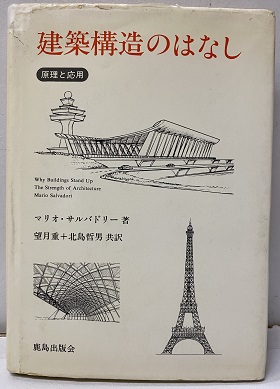 建築構造のはなし
原理と応用
Why Buildings Stand Up
The Strength of Architecture
Mario Salvadori
マリオ・サルバドリー 著
望月重+北島哲男 共訳
鹿島出版会